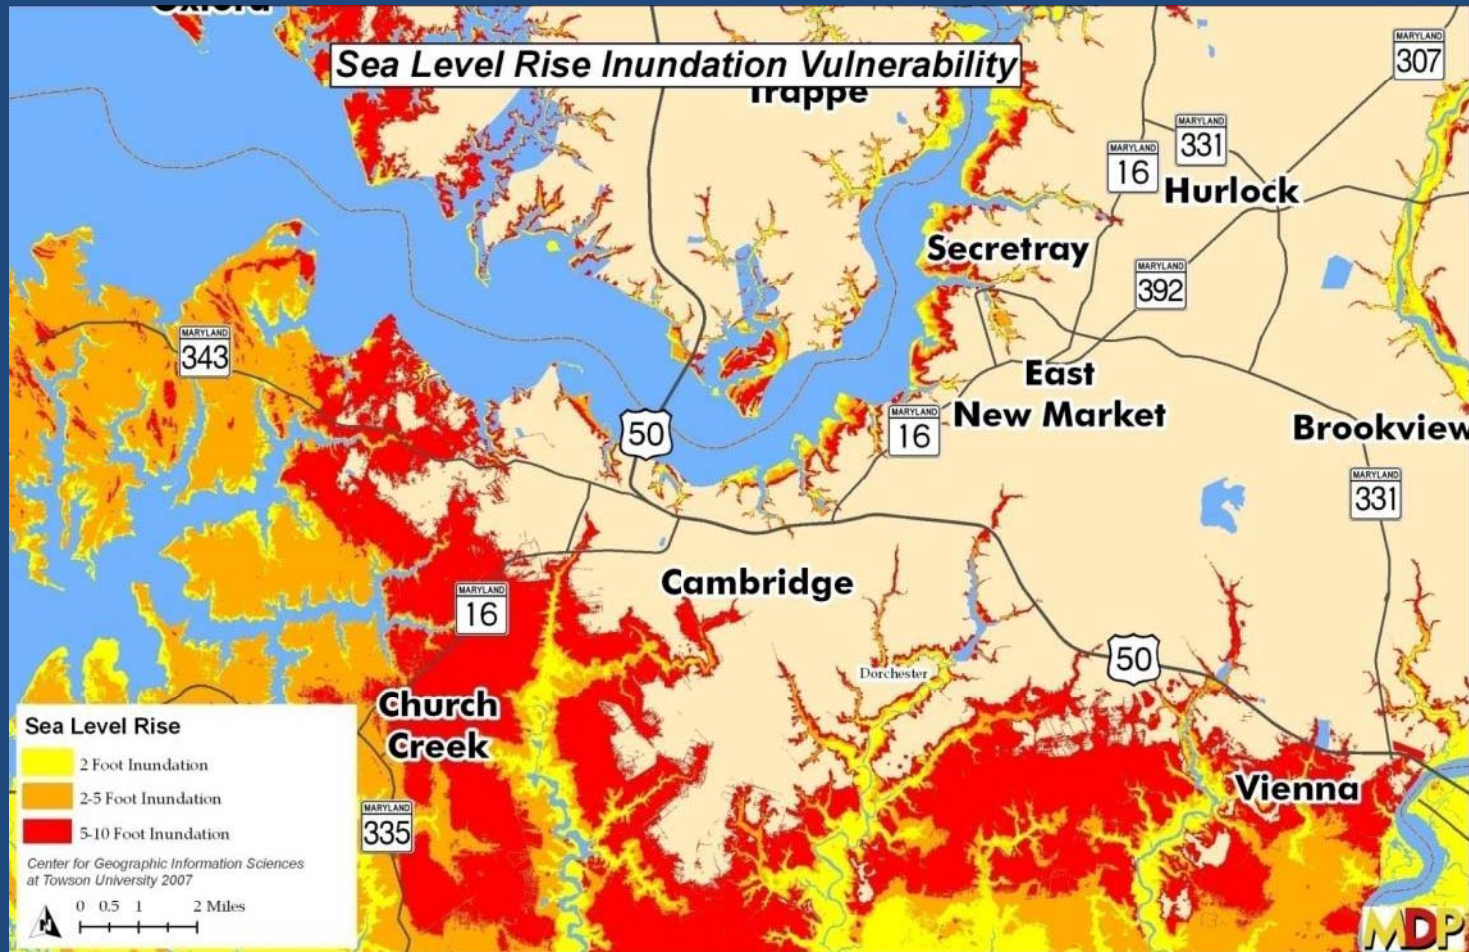 Oxford
Sea Level Rise Inundation Vulnerability
Trappe
MARYLAND
307
MARYLAND
331
MARYLAND
16
Hurlock
Secretray
MARYLAND
392
MARYLAND
343
East
New Market
MARYLAND
16
50
Brookview
MARYLAND
331
Cambridge
MARYLAND
16
50
Dorchester
Church
Creek
Vienna
MARYLAND
335
Sea Level Rise
2 Foot Inundation
2-5 Foot Inundation
5-10 Foot Inundation
Center for Geographic Information Sciences
at Towson University 2007
N
0 0.5 1 2 Miles
MDP